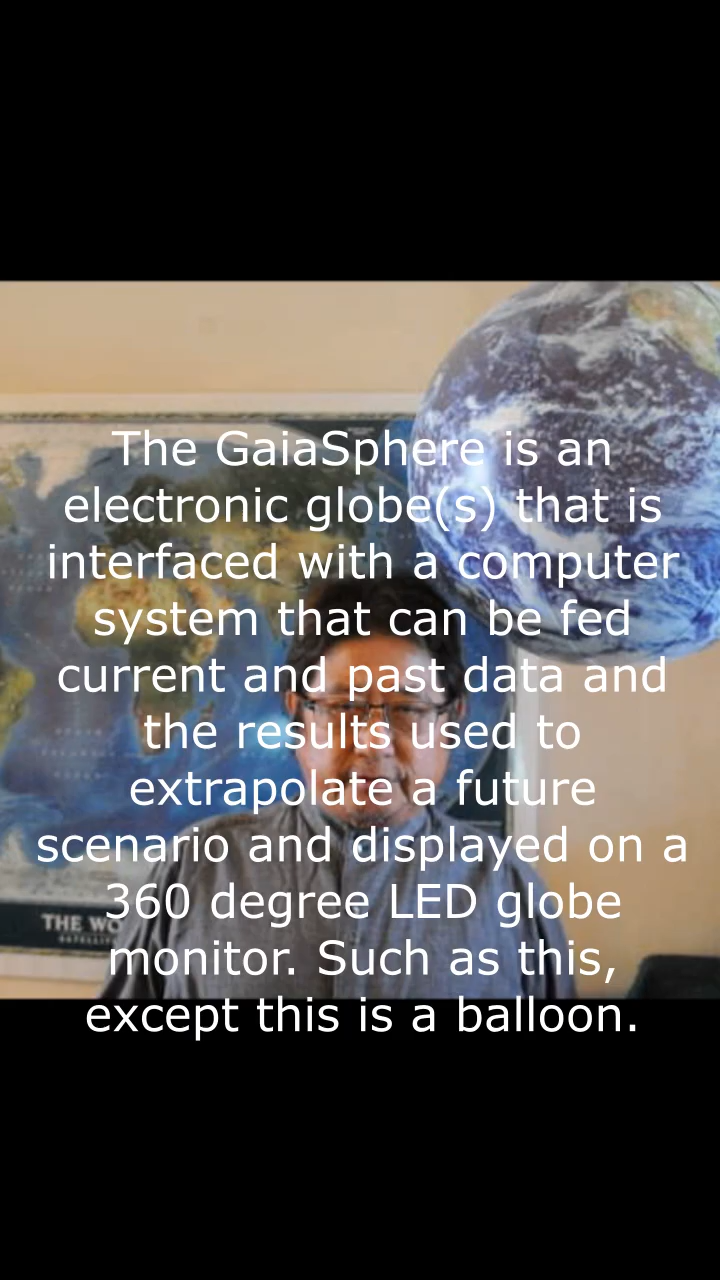 The GaiaSphere is an
electronic globe(s) that is
interfaced with a computer
system that can be fed
current and past data and
the results used to
extrapolate a future
scenario and displayed on a
360 degree LED globe
monitor. Such as this,
except this is a balloon.
THE WO